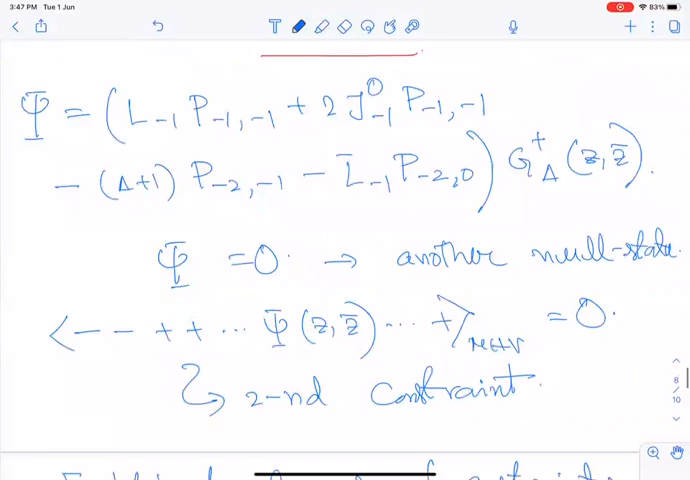 3:47 PM Tue 1 Jun
83%
Ψ = (L₋₁ P₋₁,₋₁ + 2 J⁰₋₁ P₋₁,₋₁
− (Δ+1) P₋₂,₋₁ − L̄₋₁ P₋₂,₀) G⁺_Δ (z, z̄).
Ψ = 0. → another null-state.
<− − + + ... Ψ(z, z̄) ... +>_MHV = 0.
↳ 2-nd constraint.
8
/
10